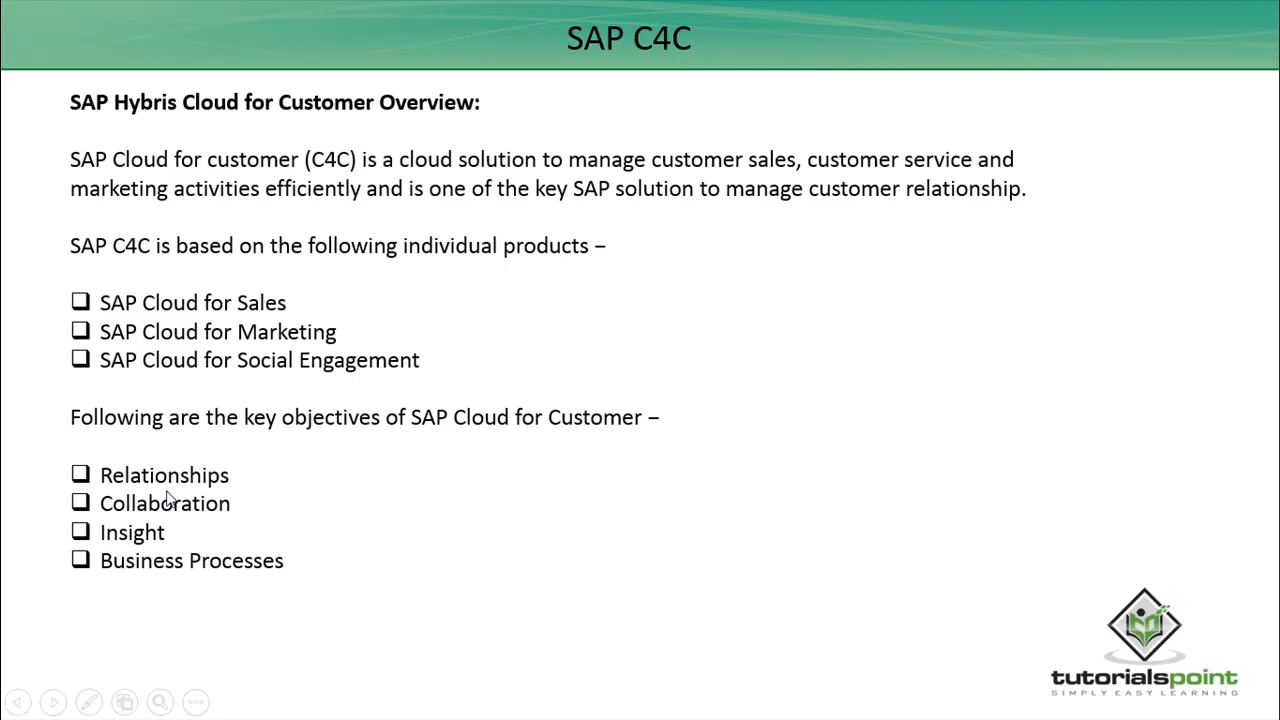 SAP C4C
SAP Hybris Cloud for Customer Overview:
SAP Cloud for customer (C4C) is a cloud solution to manage customer sales, customer service and
marketing activities efficiently and is one of the key SAP solution to manage customer relationship.
SAP C4C is based on the following individual products −
SAP Cloud for Sales
SAP Cloud for Marketing
SAP Cloud for Social Engagement
Following are the key objectives of SAP Cloud for Customer −
Relationships
Collaboration
Insight
Business Processes
tutorialspoint
SIMPLY EASY LEARNING